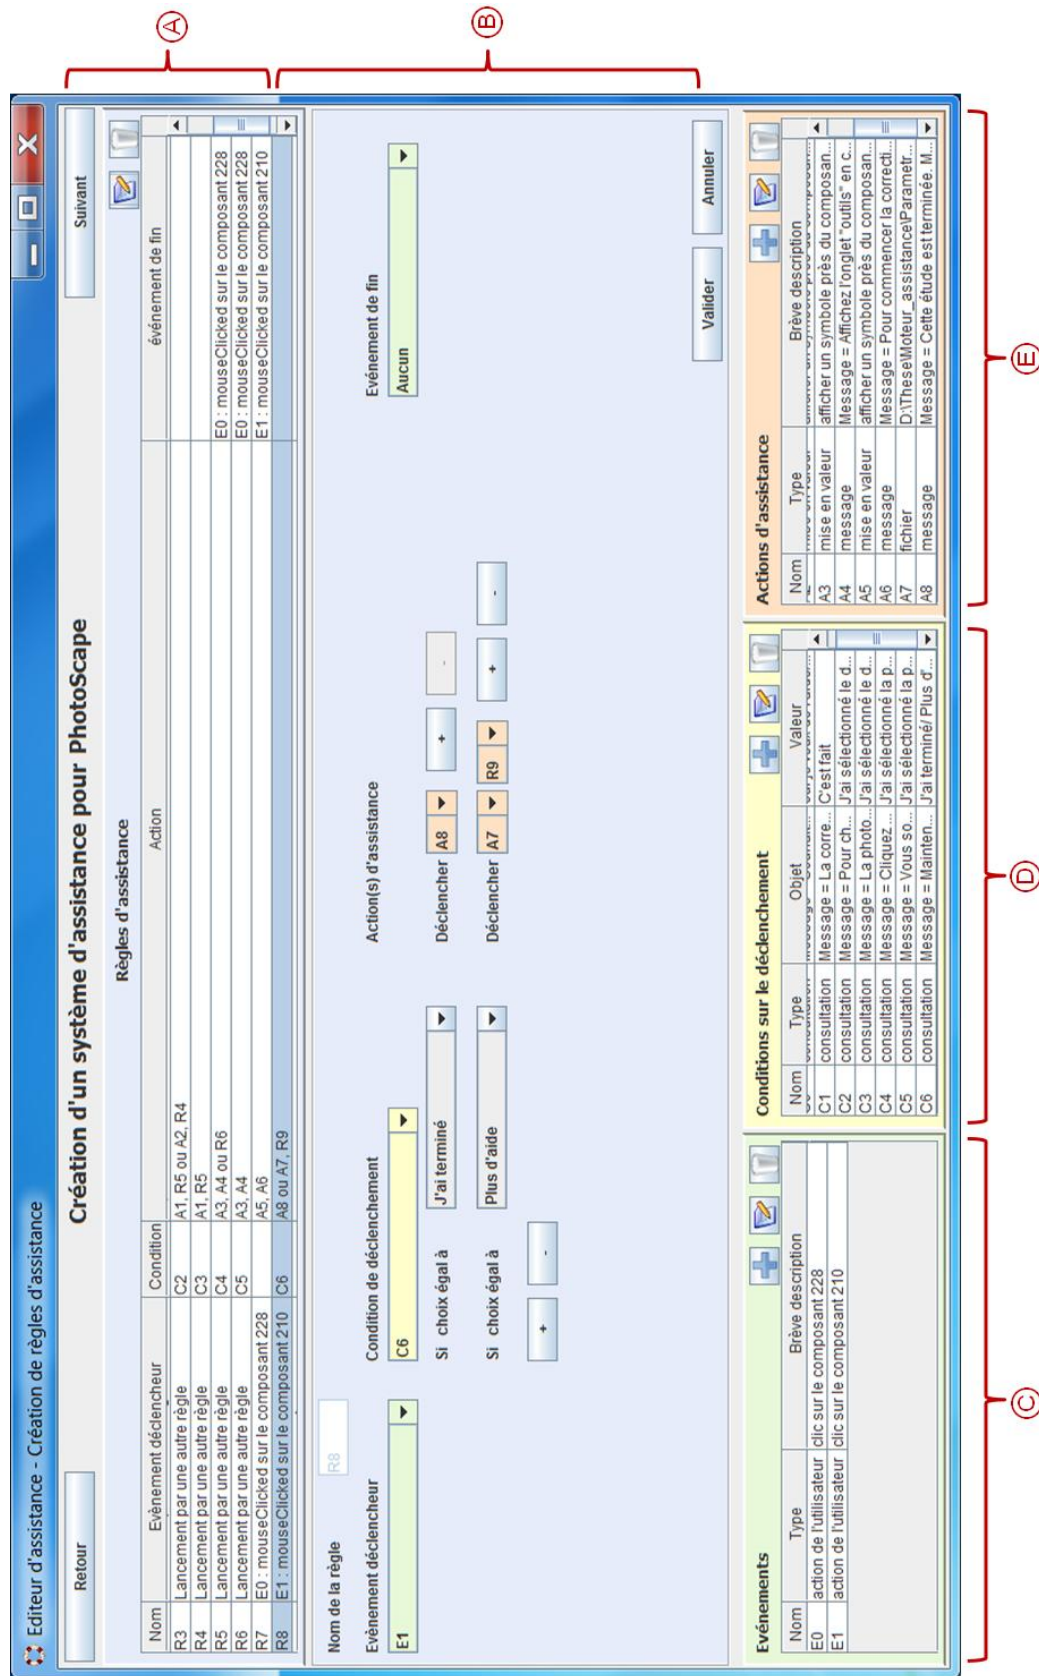 Editeur d'assistance - Création de règles d'assistance
Retour
Création d'un système d'assistance pour PhotoScape
Suivant
Règles d'assistance
Nom Evènement déclencheur Condition Action événement de fin
R3 Lancement par une autre règle C2 A1, R5 ou A2, R4
R4 Lancement par une autre règle C3 A1, R5
R5 Lancement par une autre règle C4 A3, A4 ou R6 E0 : mouseClicked sur le composant 228
R6 Lancement par une autre règle C5 A3, A4 E0 : mouseClicked sur le composant 228
R7 E0 : mouseClicked sur le composant 228 A5, A6 E1 : mouseClicked sur le composant 210
R8 E1 : mouseClicked sur le composant 210 C6 A8 ou A7, R9
A
Nom de la règle R8
Evènement déclencheur Condition de déclenchement Action(s) d'assistance Evénement de fin
E1 C6 Aucun
Si choix égal à J'ai terminé Déclencher A8 + -
Si choix égal à Plus d'aide Déclencher A7 R9 + -
+ -
Valider Annuler
B
Evénements
Nom Type Brève description
E0 action de l'utilisateur clic sur le composant 228
E1 action de l'utilisateur clic sur le composant 210
C
Conditions sur le déclenchement
Nom Type Objet Valeur
C1 consultation Message = La corre... C'est fait
C2 consultation Message = Pour ch... J'ai sélectionné le d...
C3 consultation Message = La photo... J'ai sélectionné le d...
C4 consultation Message = Cliquez ... J'ai sélectionné la p...
C5 consultation Message = Vous so... J'ai sélectionné la p...
C6 consultation Message = Mainten... J'ai terminé/ Plus d'...
D
Actions d'assistance
Nom Type Brève description
A3 mise en valeur afficher un symbole près du composan...
A4 message Message = Affichez l'onglet "outils" en c...
A5 mise en valeur afficher un symbole près du composan...
A6 message Message = Pour commencer la correcti...
A7 fichier D:\These\Moteur_assistance\Parametr...
A8 message Message = Cette étude est terminée. M...
E